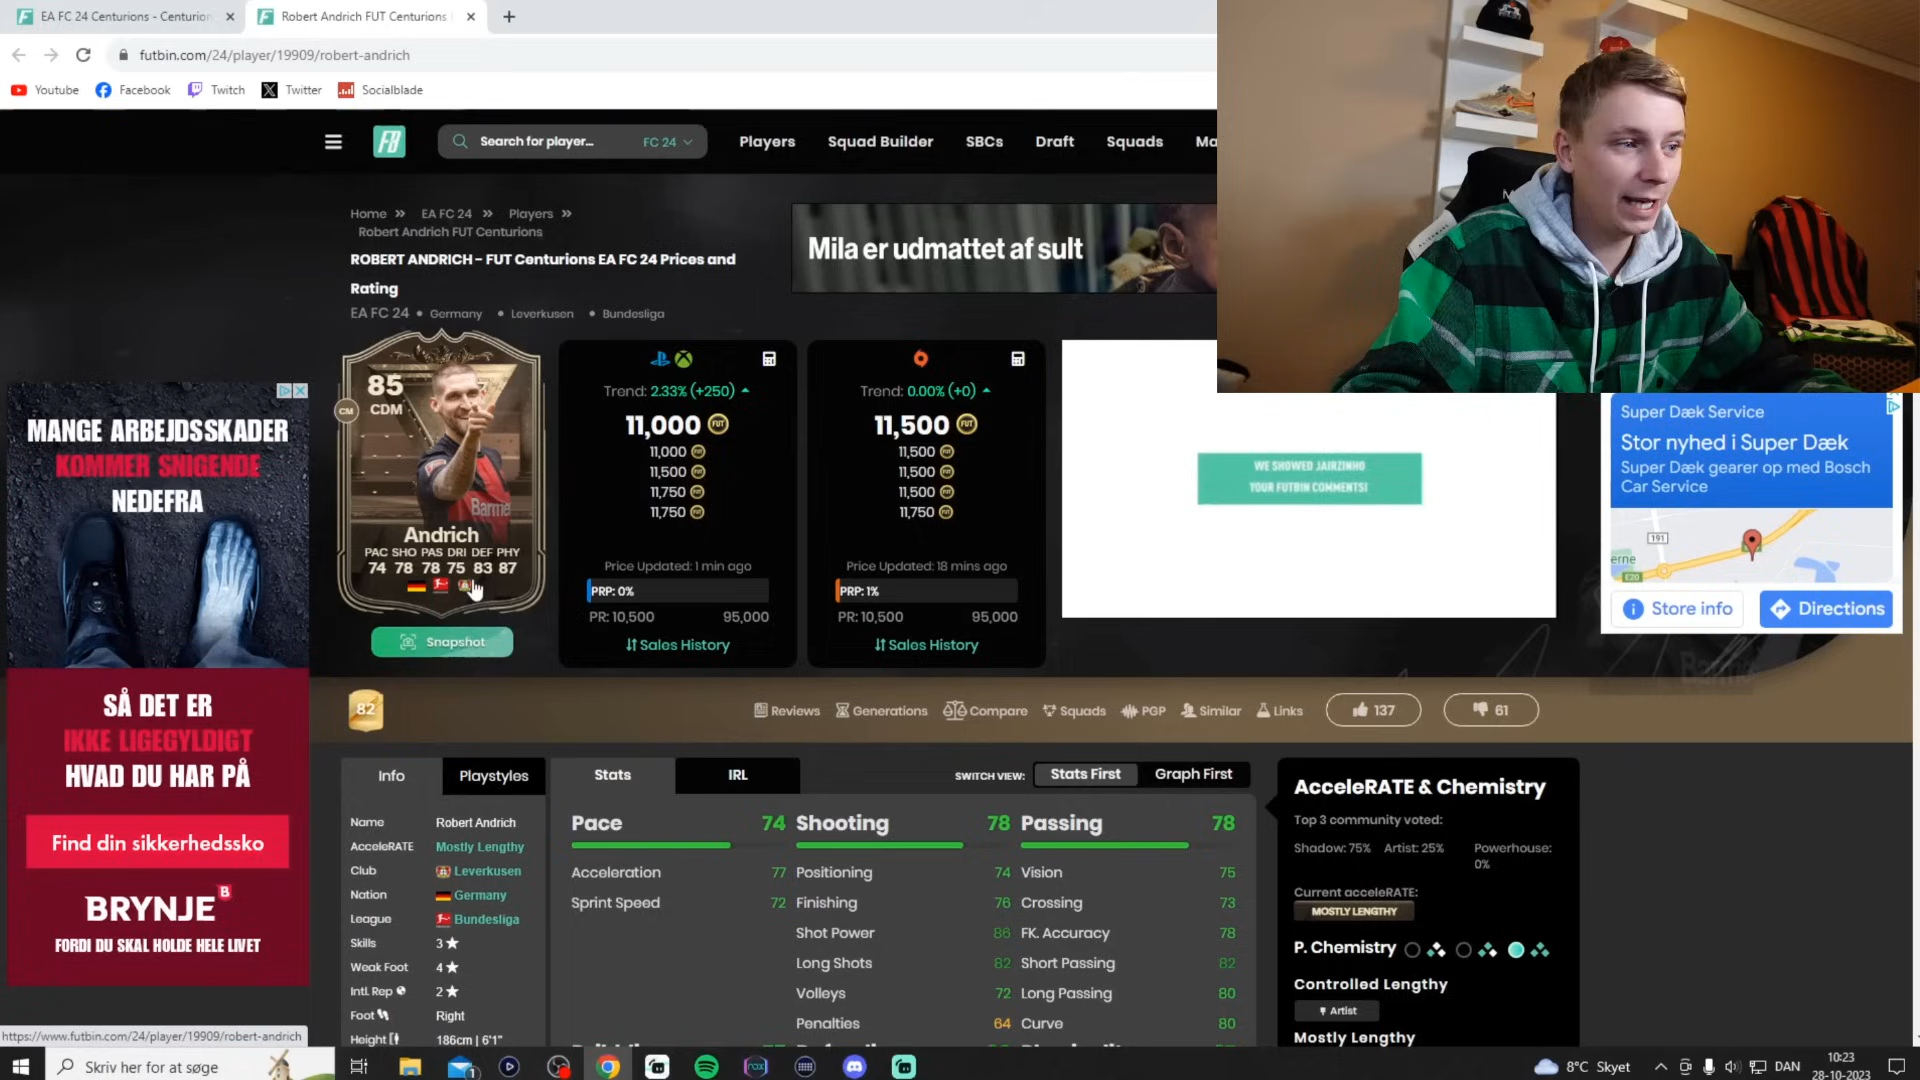 EA FC 24 Centurions - Centurion
Robert Andrich FUT Centurions
futbin.com/24/player/19909/robert-andrich
Youtube
Facebook
Twitch
Twitter
Socialblade
Search for player...
FC 24
Players
Squad Builder
SBCs
Draft
Squads
Ma
Home » EA FC 24 » Players »
Robert Andrich FUT Centurions
ROBERT ANDRICH - FUT Centurions EA FC 24 Prices and
Rating
EA FC 24 • Germany • Leverkusen • Bundesliga
Mila er udmattet af sult
85
CDM
CM
Barme
Andrich
PAC SHO PAS DRI DEF PHY
74 78 78 75 83 87
Snapshot
Trend: 2.33% (+250)
11,000
11,000
11,500
11,750
11,750
Price Updated: 1 min ago
PRP: 0%
PR: 10,500 95,000
Sales History
Trend: 0.00% (+0)
11,500
11,500
11,500
11,500
11,750
Price Updated: 18 mins ago
PRP: 1%
PR: 10,500 95,000
Sales History
WE SHOWED JAIRZINHO
YOUR FUTBIN COMMENTS!
Super Dæk Service
Stor nyhed i Super Dæk
Super Dæk gearer op med Bosch
Car Service
191
erne
E20
Store info
Directions
MANGE ARBEJDSSKADER
KOMMER SNIGENDE
NEDEFRA
SÅ DET ER
IKKE LIGEGYLDIGT
HVAD DU HAR PÅ
Find din sikkerhedssko
BRYNJE B
FORDI DU SKAL HOLDE HELE LIVET
82
Reviews
Generations
Compare
Squads
PGP
Similar
Links
137
61
Info
Playstyles
Name Robert Andrich
AcceleRATE Mostly Lengthy
Club Leverkusen
Nation Germany
League Bundesliga
Skills 3
Weak Foot 4
Intl. Rep 2
Foot Right
Height 186cm | 6'1"
Stats
IRL
SWITCH VIEW:
Stats First
Graph First
Pace 74
Acceleration 77
Sprint Speed 72
Shooting 78
Positioning 74
Finishing 76
Shot Power 86
Long Shots 82
Volleys 72
Penalties 64
Passing 78
Vision 75
Crossing 73
FK. Accuracy 78
Short Passing 82
Long Passing 80
Curve 80
AcceleRATE & Chemistry
Top 3 community voted:
Shadow: 75% Artist: 25% Powerhouse:
0%
Current acceleRATE:
MOSTLY LENGTHY
P. Chemistry
Controlled Lengthy
Artist
Mostly Lengthy
https://www.futbin.com/24/player/19909/robert-andrich
Skriv her for at søge
8°C Skyet
DAN
10:23
28-10-2023